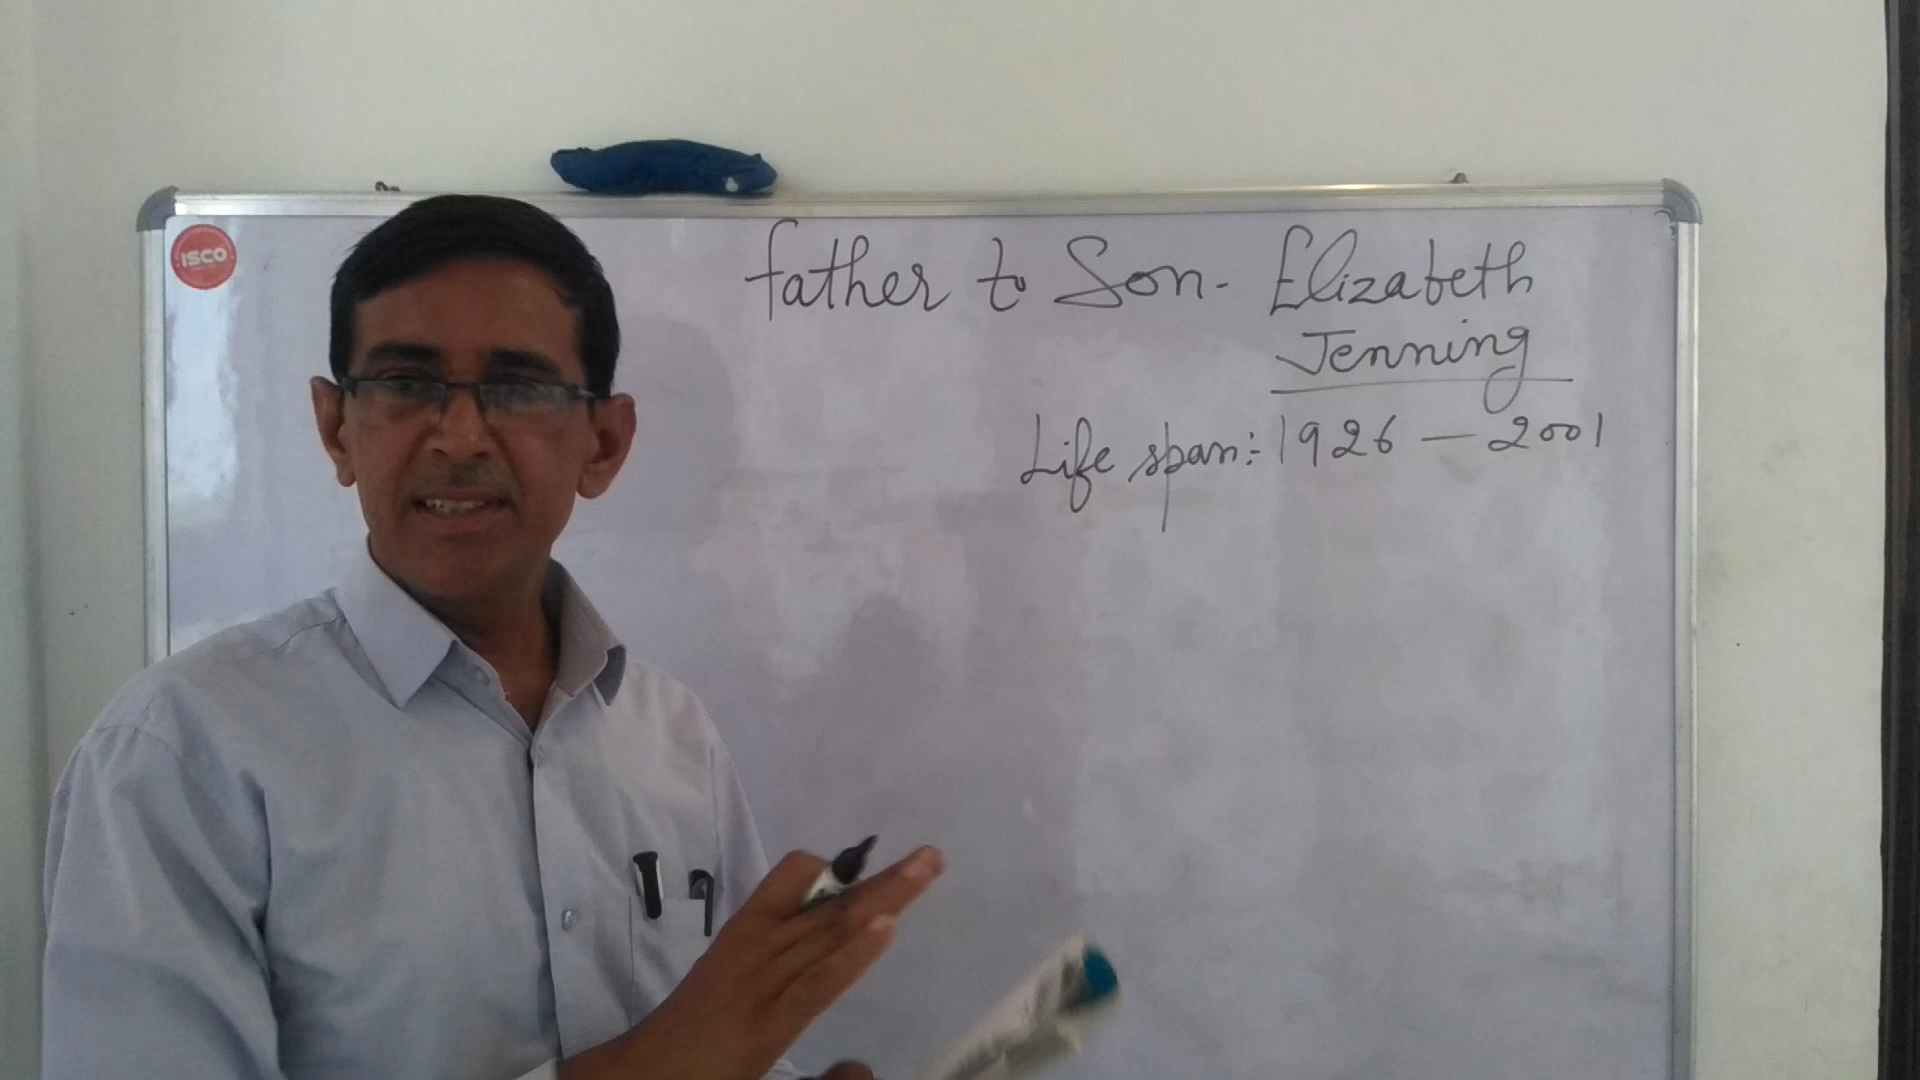 ISCO
father to Son - Elizabeth
Jenning
Life span:- 1926 — 2001